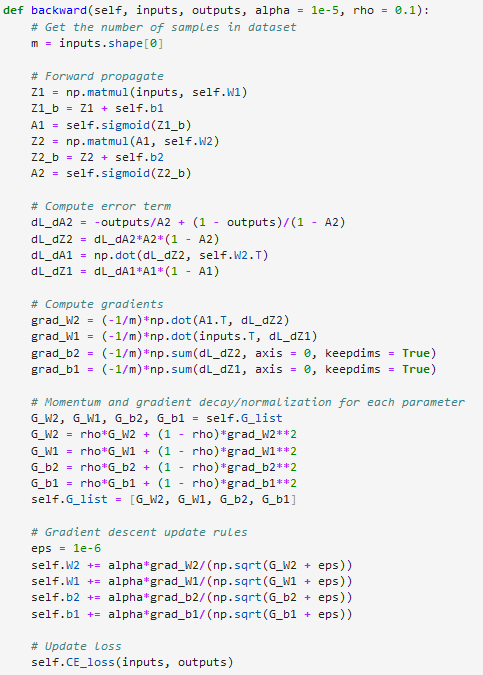 def backward(self, inputs, outputs, alpha = 1e-5, rho = 0.1):
    # Get the number of samples in dataset
    m = inputs.shape[0]

    # Forward propagate
    Z1 = np.matmul(inputs, self.W1)
    Z1_b = Z1 + self.b1
    A1 = self.sigmoid(Z1_b)
    Z2 = np.matmul(A1, self.W2)
    Z2_b = Z2 + self.b2
    A2 = self.sigmoid(Z2_b)

    # Compute error term
    dL_dA2 = -outputs/A2 + (1 - outputs)/(1 - A2)
    dL_dZ2 = dL_dA2*A2*(1 - A2)
    dL_dA1 = np.dot(dL_dZ2, self.W2.T)
    dL_dZ1 = dL_dA1*A1*(1 - A1)

    # Compute gradients
    grad_W2 = (-1/m)*np.dot(A1.T, dL_dZ2)
    grad_W1 = (-1/m)*np.dot(inputs.T, dL_dZ1)
    grad_b2 = (-1/m)*np.sum(dL_dZ2, axis = 0, keepdims = True)
    grad_b1 = (-1/m)*np.sum(dL_dZ1, axis = 0, keepdims = True)

    # Momentum and gradient decay/normalization for each parameter
    G_W2, G_W1, G_b2, G_b1 = self.G_list
    G_W2 = rho*G_W2 + (1 - rho)*grad_W2**2
    G_W1 = rho*G_W1 + (1 - rho)*grad_W1**2
    G_b2 = rho*G_b2 + (1 - rho)*grad_b2**2
    G_b1 = rho*G_b1 + (1 - rho)*grad_b1**2
    self.G_list = [G_W2, G_W1, G_b2, G_b1]

    # Gradient descent update rules
    eps = 1e-6
    self.W2 += alpha*grad_W2/(np.sqrt(G_W2 + eps))
    self.W1 += alpha*grad_W1/(np.sqrt(G_W1 + eps))
    self.b2 += alpha*grad_b2/(np.sqrt(G_b2 + eps))
    self.b1 += alpha*grad_b1/(np.sqrt(G_b1 + eps))

    # Update loss
    self.CE_loss(inputs, outputs)